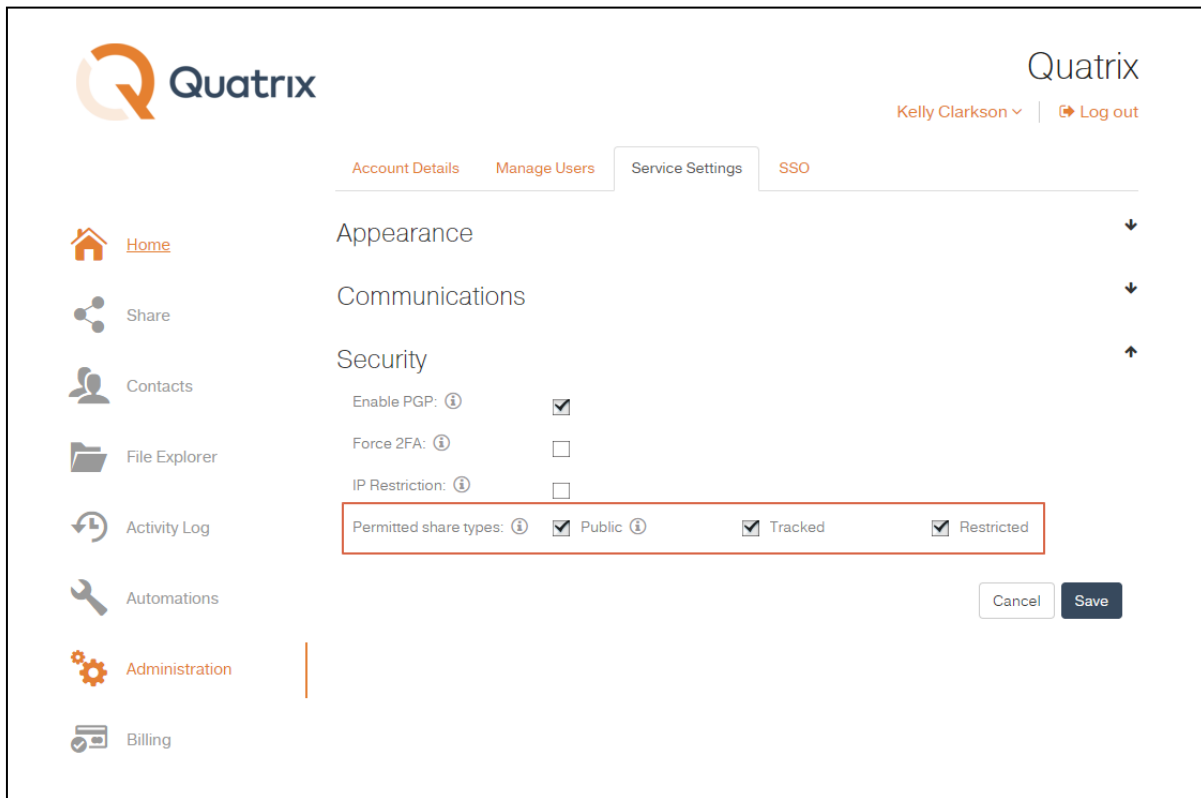 Quatrix
Quatrix
Kelly Clarkson
Log out
Account Details Manage Users Service Settings SSO
Home
Share
Contacts
File Explorer
Activity Log
Automations
Administration
Billing
Appearance
Communications
Security
Enable PGP:
Force 2FA:
IP Restriction:
Permitted share types: Public Tracked Restricted
Cancel Save